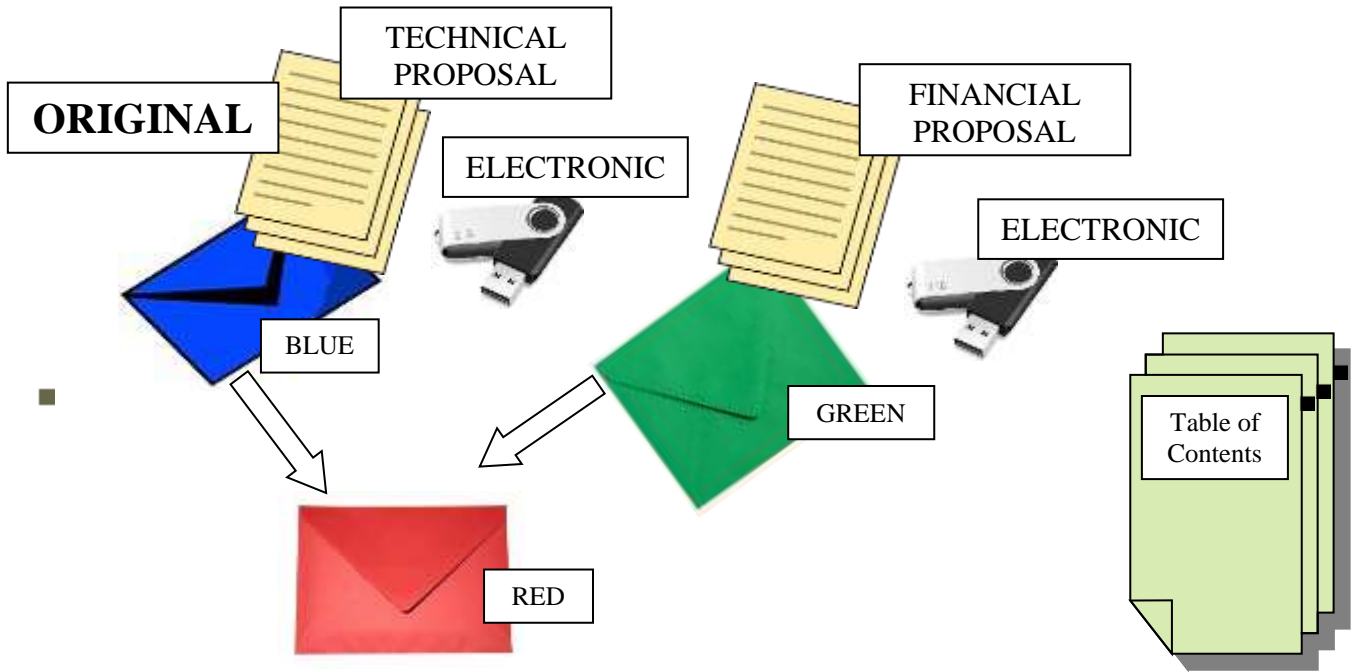 TECHNICAL
PROPOSAL
ORIGINAL
ELECTRONIC
BLUE
FINANCIAL
PROPOSAL
ELECTRONIC
GREEN
RED
Table of
Contents